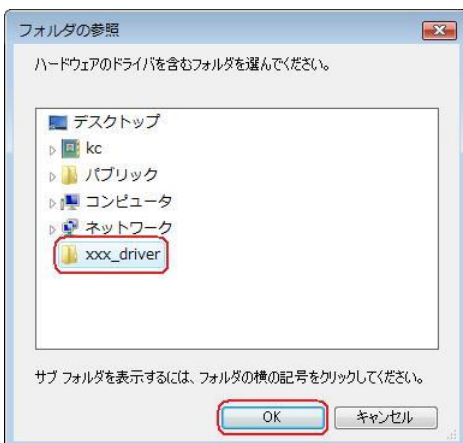 フォルダの参照
ハードウェアのドライバを含むフォルダを選んでください。
デスクトップ
kc
パブリック
コンピュータ
ネットワーク
xxx_driver
サブ フォルダを表示するには、フォルダの横の記号をクリックしてください。
OK キャンセル